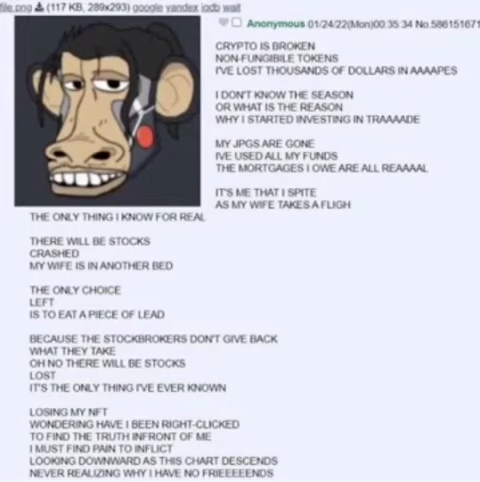 file.png (117 KB, 289x293) google yandex iqdb wait
Anonymous 01/24/22(Mon)00:35:34 No.586151671
CRYPTO IS BROKEN
NON-FUNGIBILE TOKENS
I'VE LOST THOUSANDS OF DOLLARS IN AAAAPES
I DON'T KNOW THE SEASON
OR WHAT IS THE REASON
WHY I STARTED INVESTING IN TRAAAADE
MY JPGS ARE GONE
IVE USED ALL MY FUNDS
THE MORTGAGES I OWE ARE ALL REAAAAL
IT'S ME THAT I SPITE
AS MY WIFE TAKES A FLIGH
THE ONLY THING I KNOW FOR REAL
THERE WILL BE STOCKS
CRASHED
MY WIFE IS IN ANOTHER BED
THE ONLY CHOICE
LEFT
IS TO EAT A PIECE OF LEAD
BECAUSE THE STOCKBROKERS DON'T GIVE BACK
WHAT THEY TAKE
OH NO THERE WILL BE STOCKS
LOST
IT'S THE ONLY THING I'VE EVER KNOWN
LOSING MY NFT
WONDERING HAVE I BEEN RIGHT-CLICKED
TO FIND THE TRUTH INFRONT OF ME
I MUST FIND PAIN TO INFLICT
LOOKING DOWNWARD AS THIS CHART DESCENDS
NEVER REALIZING WHY I HAVE NO FRIEEEEENDS